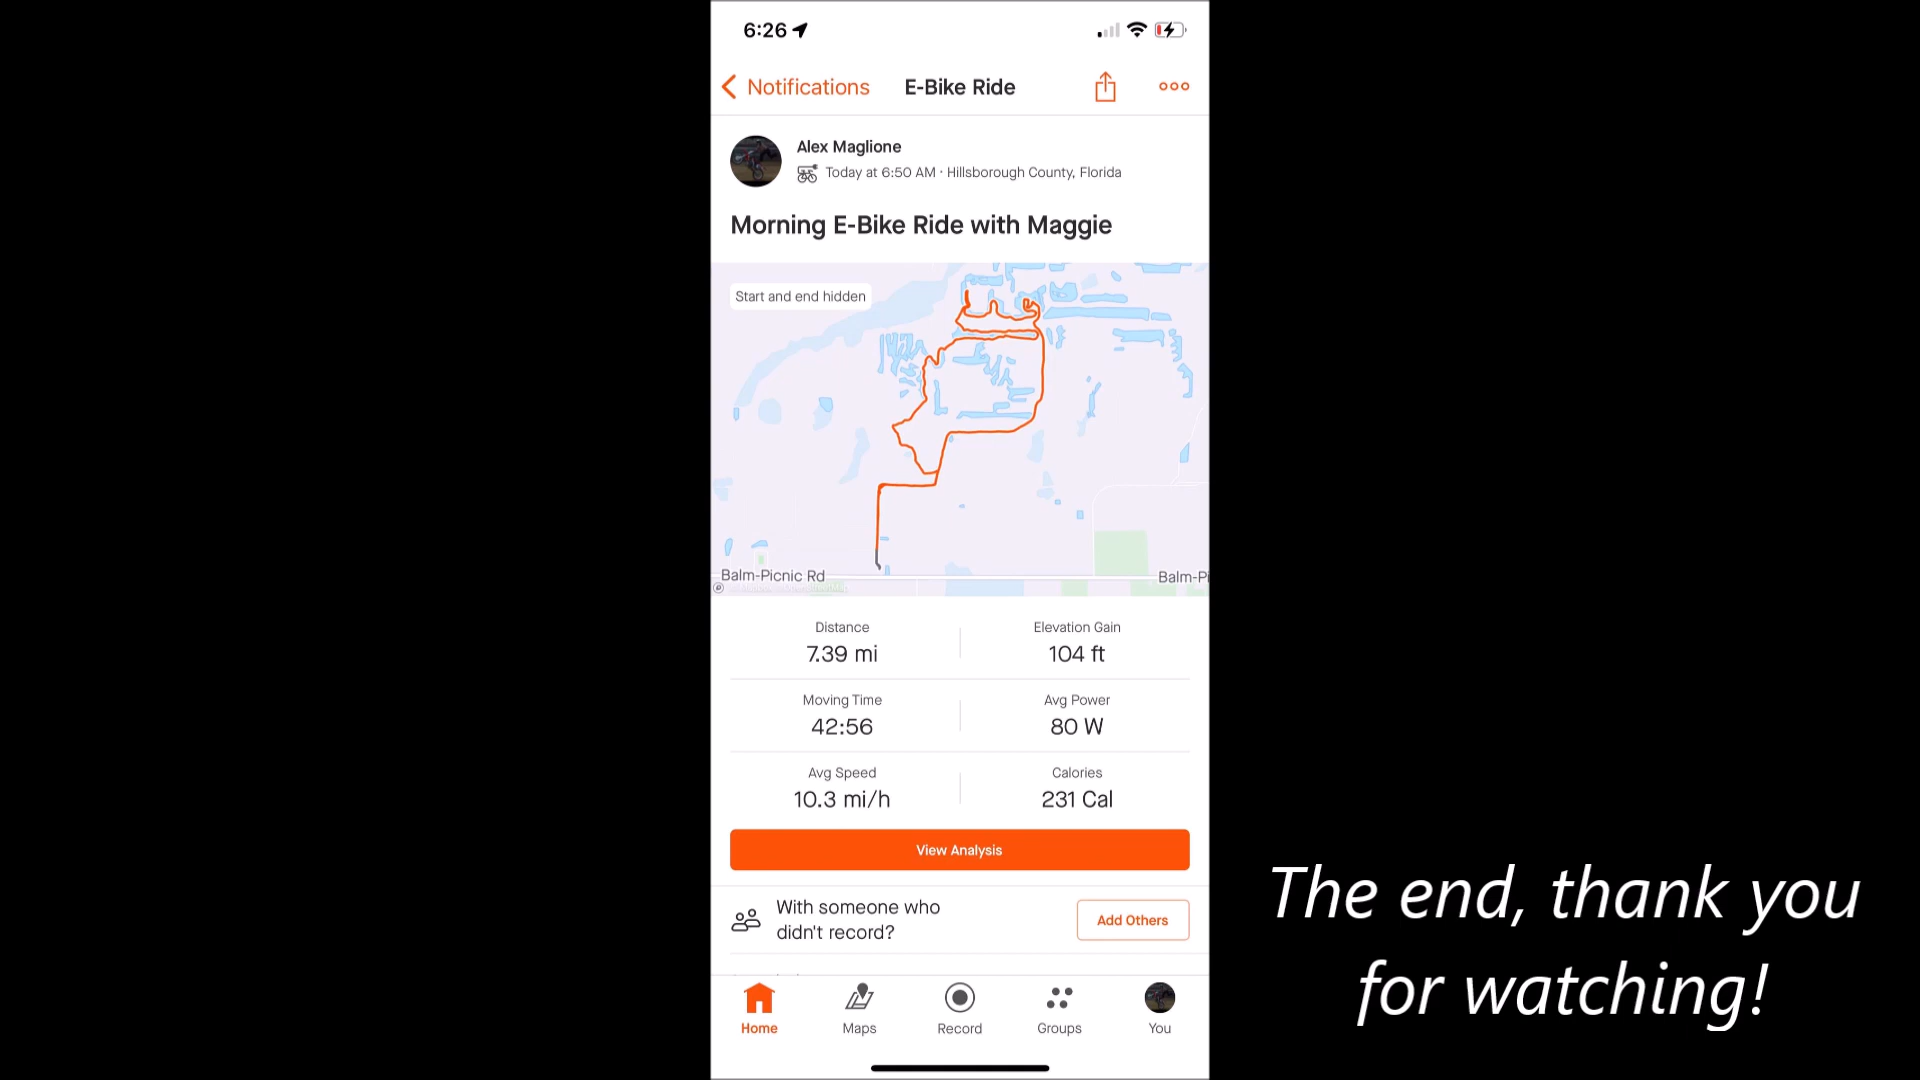 6:26
Notifications
E-Bike Ride
Alex Maglione
Today at 6:50 AM · Hillsborough County, Florida
Morning E-Bike Ride with Maggie
Start and end hidden
Balm-Picnic Rd
Balm-Pi
Distance
7.39 mi
Elevation Gain
104 ft
Moving Time
42:56
Avg Power
80 W
Avg Speed
10.3 mi/h
Calories
231 Cal
View Analysis
With someone who
didn't record?
Add Others
Home
Maps
Record
Groups
You
The end, thank you
for watching!